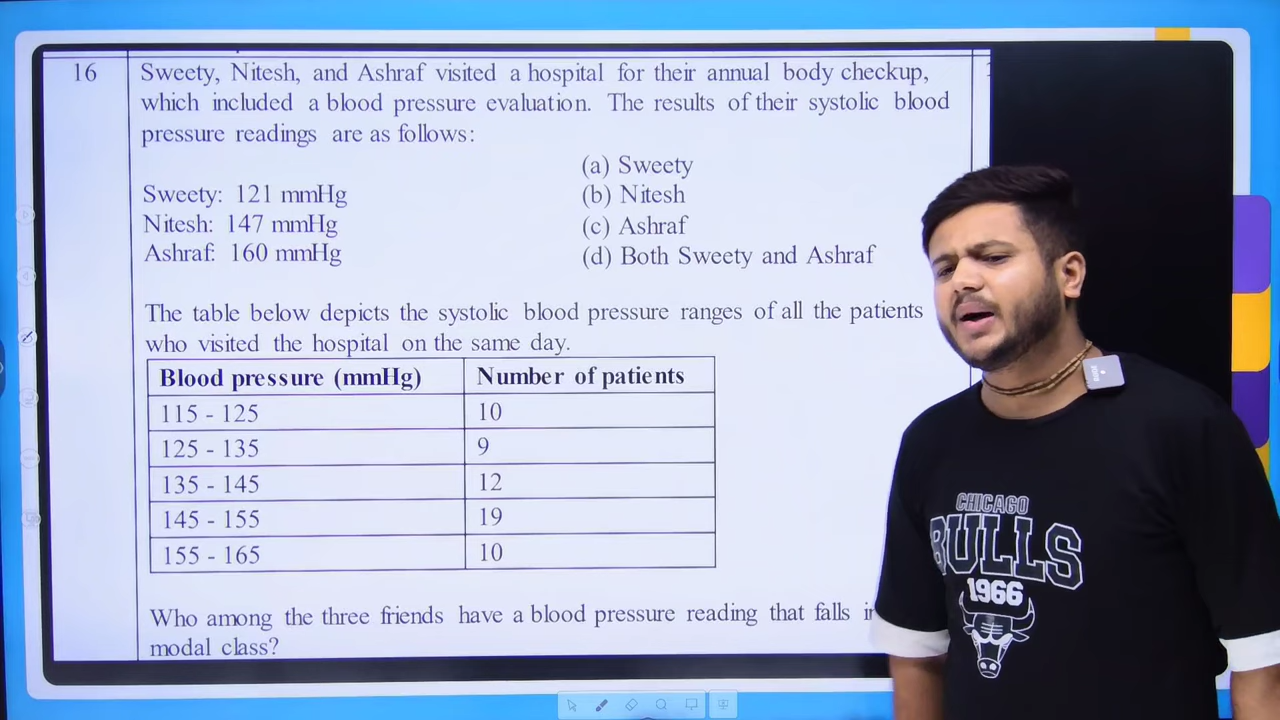 16
Sweety, Nitesh, and Ashraf visited a hospital for their annual body checkup,
which included a blood pressure evaluation. The results of their systolic blood
pressure readings are as follows:
(a) Sweety
Sweety: 121 mmHg
(b) Nitesh
Nitesh: 147 mmHg
(c) Ashraf
Ashraf: 160 mmHg
(d) Both Sweety and Ashraf
The table below depicts the systolic blood pressure ranges of all the patients
who visited the hospital on the same day.
Blood pressure (mmHg) Number of patients
115 - 125 10
125 - 135 9
135 - 145 12
145 - 155 19
155 - 165 10
Who among the three friends have a blood pressure reading that falls
modal class?
CHICAGO
BULLS
1966